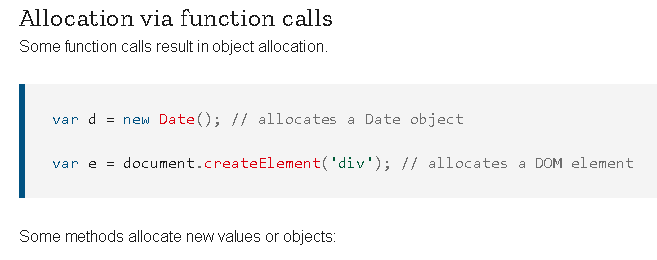 Allocation via function calls
Some function calls result in object allocation.
var d = new Date(); // allocates a Date object
var e = document.createElement('div'); // allocates a DOM element
Some methods allocate new values or objects: